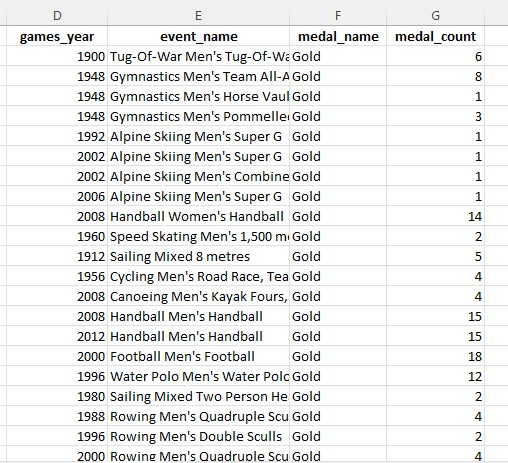 D E F G
games_year event_name medal_name medal_count
1900 Tug-Of-War Men's Tug-Of-Wa Gold 6
1948 Gymnastics Men's Team All-A Gold 8
1948 Gymnastics Men's Horse Vaul Gold 1
1948 Gymnastics Men's Pommelle Gold 3
1992 Alpine Skiing Men's Super G Gold 1
2002 Alpine Skiing Men's Super G Gold 1
2002 Alpine Skiing Men's Combine Gold 1
2006 Alpine Skiing Men's Super G Gold 1
2008 Handball Women's Handball Gold 14
1960 Speed Skating Men's 1,500 m Gold 2
1912 Sailing Mixed 8 metres Gold 5
1956 Cycling Men's Road Race, Tea Gold 4
2008 Canoeing Men's Kayak Fours, Gold 4
2008 Handball Men's Handball Gold 15
2012 Handball Men's Handball Gold 15
2000 Football Men's Football Gold 18
1996 Water Polo Men's Water Polo Gold 12
1980 Sailing Mixed Two Person He Gold 2
1988 Rowing Men's Quadruple Scu Gold 4
1996 Rowing Men's Double Sculls Gold 2
2000 Rowing Men's Quadruple Scu Gold 4